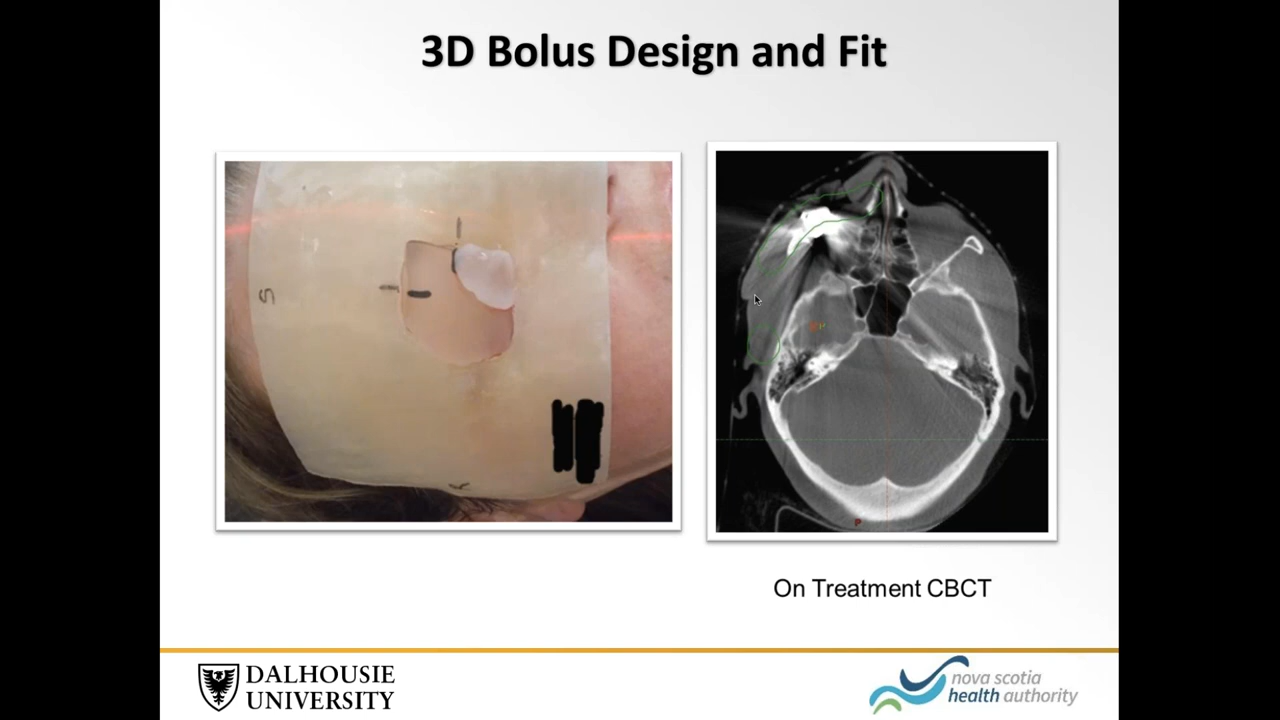 3D Bolus Design and Fit
S
R
P
P
On Treatment CBCT
DALHOUSIE
UNIVERSITY
nova scotia
health authority